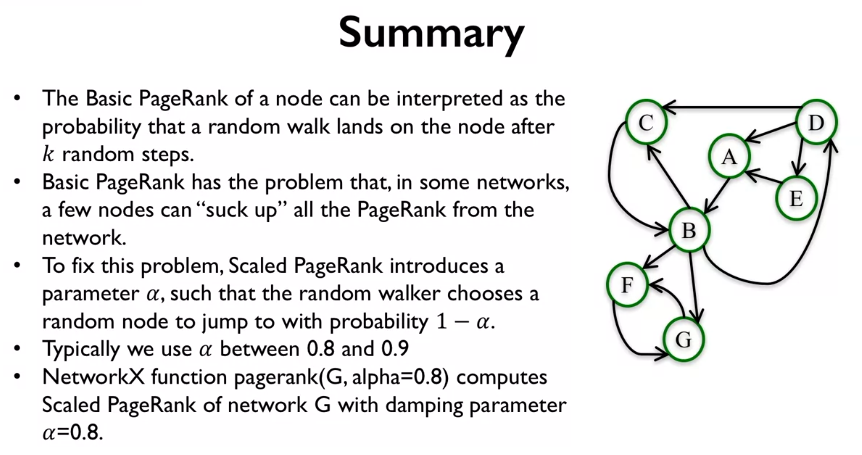 Summary
• The Basic PageRank of a node can be interpreted as the
probability that a random walk lands on the node after
𝑘 random steps.
• Basic PageRank has the problem that, in some networks,
a few nodes can “suck up” all the PageRank from the
network.
• To fix this problem, Scaled PageRank introduces a
parameter 𝛼, such that the random walker chooses a
random node to jump to with probability 1 − 𝛼.
• Typically we use 𝛼 between 0.8 and 0.9
• NetworkX function pagerank(G, alpha=0.8) computes
Scaled PageRank of network G with damping parameter
𝛼=0.8.
C
D
A
E
B
F
G